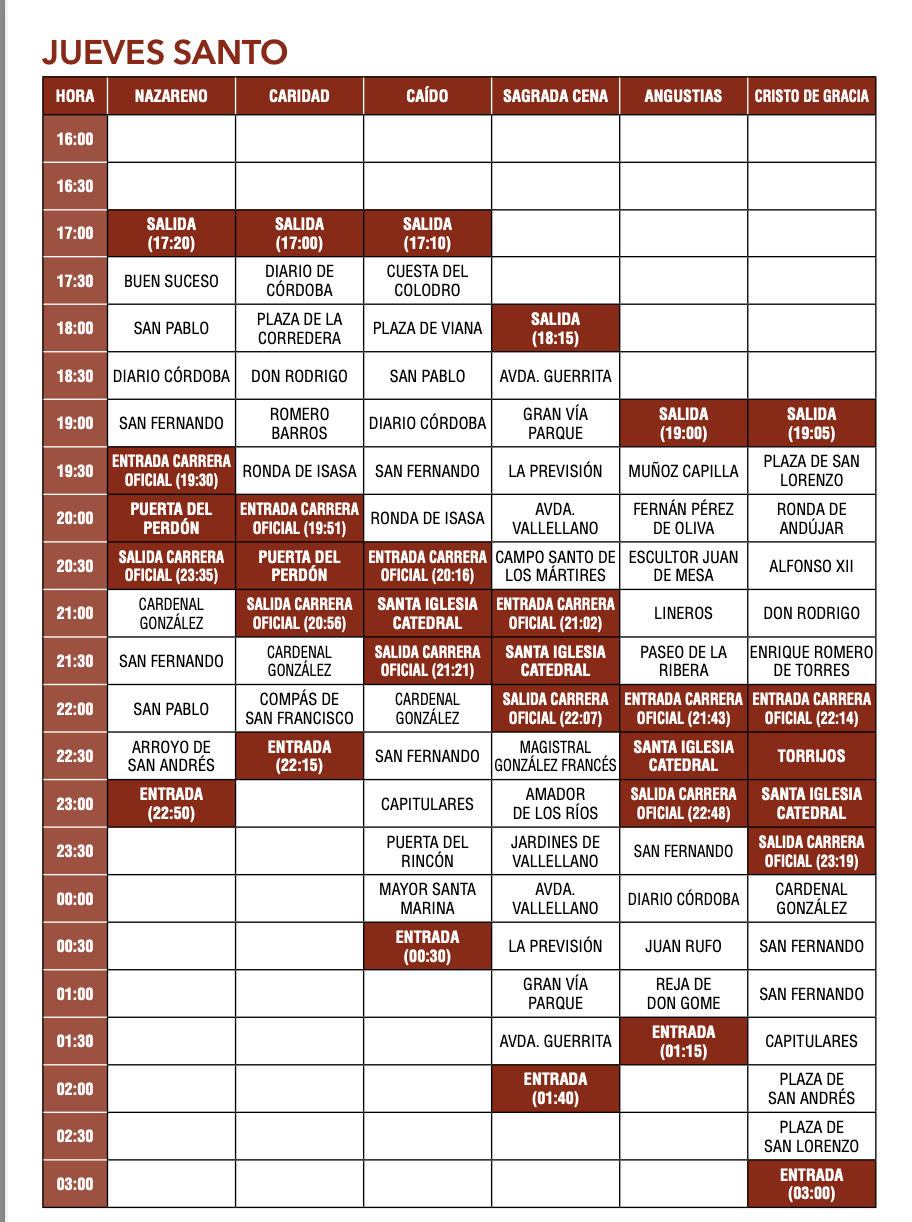 JUEVES SANTO
HORA NAZARENO CARIDAD CAÍDO SAGRADA CENA ANGUSTIAS CRISTO DE GRACIA
16:00
16:30
17:00 SALIDA (17:20) SALIDA (17:00) SALIDA (17:10)
17:30 BUEN SUCESO DIARIO DE CÓRDOBA CUESTA DEL COLODRO
18:00 SAN PABLO PLAZA DE LA CORREDERA PLAZA DE VIANA SALIDA (18:15)
18:30 DIARIO CÓRDOBA DON RODRIGO SAN PABLO AVDA. GUERRITA
19:00 SAN FERNANDO ROMERO BARROS DIARIO CÓRDOBA GRAN VÍA PARQUE SALIDA (19:00) SALIDA (19:05)
19:30 ENTRADA CARRERA OFICIAL (19:30) RONDA DE ISASA SAN FERNANDO LA PREVISIÓN MUÑOZ CAPILLA PLAZA DE SAN LORENZO
20:00 PUERTA DEL PERDÓN ENTRADA CARRERA OFICIAL (19:51) RONDA DE ISASA AVDA. VALLELLANO FERNÁN PÉREZ DE OLIVA RONDA DE ANDÚJAR
20:30 SALIDA CARRERA OFICIAL (23:35) PUERTA DEL PERDÓN ENTRADA CARRERA OFICIAL (20:16) CAMPO SANTO DE LOS MÁRTIRES ESCULTOR JUAN DE MESA ALFONSO XII
21:00 CARDENAL GONZÁLEZ SALIDA CARRERA OFICIAL (20:56) SANTA IGLESIA CATEDRAL ENTRADA CARRERA OFICIAL (21:02) LINEROS DON RODRIGO
21:30 SAN FERNANDO CARDENAL GONZÁLEZ SALIDA CARRERA OFICIAL (21:21) SANTA IGLESIA CATEDRAL PASEO DE LA RIBERA ENRIQUE ROMERO DE TORRES
22:00 SAN PABLO COMPÁS DE SAN FRANCISCO CARDENAL GONZÁLEZ SALIDA CARRERA OFICIAL (22:07) ENTRADA CARRERA OFICIAL (21:43) ENTRADA CARRERA OFICIAL (22:14)
22:30 ARROYO DE SAN ANDRÉS ENTRADA (22:15) SAN FERNANDO MAGISTRAL GONZÁLEZ FRANCÉS SANTA IGLESIA CATEDRAL TORRIJOS
23:00 ENTRADA (22:50) CAPITULARES AMADOR DE LOS RÍOS SALIDA CARRERA OFICIAL (22:48) SANTA IGLESIA CATEDRAL
23:30 PUERTA DEL RINCÓN JARDINES DE VALLELLANO SAN FERNANDO SALIDA CARRERA OFICIAL (23:19)
00:00 MAYOR SANTA MARINA AVDA. VALLELLANO DIARIO CÓRDOBA CARDENAL GONZÁLEZ
00:30 ENTRADA (00:30) LA PREVISIÓN JUAN RUFO SAN FERNANDO
01:00 GRAN VÍA PARQUE REJA DE DON GOME SAN FERNANDO
01:30 AVDA. GUERRITA ENTRADA (01:15) CAPITULARES
02:00 ENTRADA (01:40) PLAZA DE SAN ANDRÉS
02:30 PLAZA DE SAN LORENZO
03:00 ENTRADA (03:00)